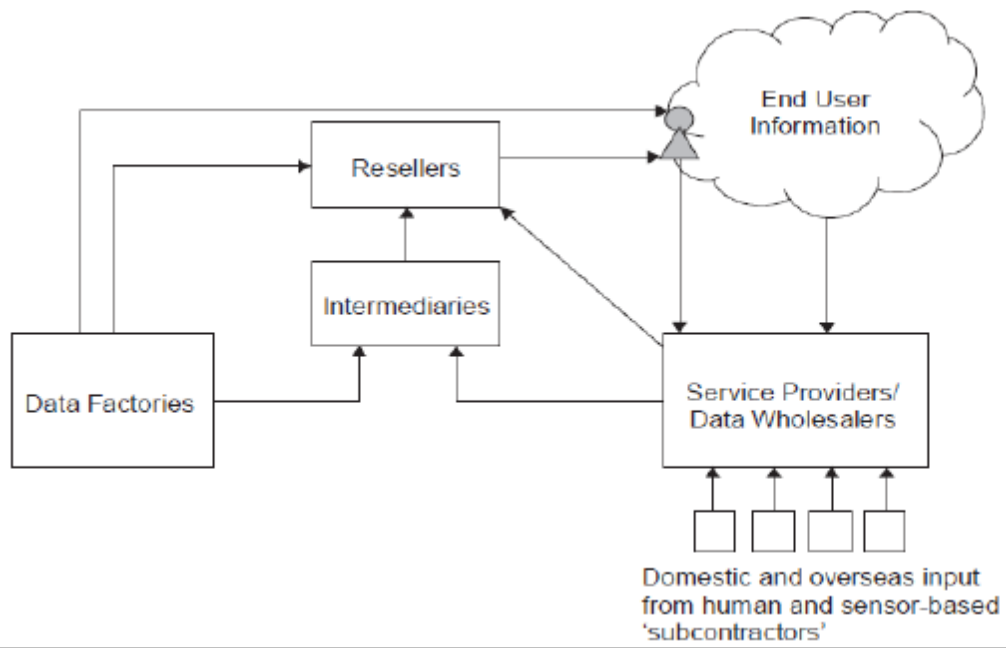 End User
Information
Resellers
Intermediaries
Data Factories
Service Providers/
Data Wholesalers
Domestic and overseas input
from human and sensor-based
‘subcontractors’